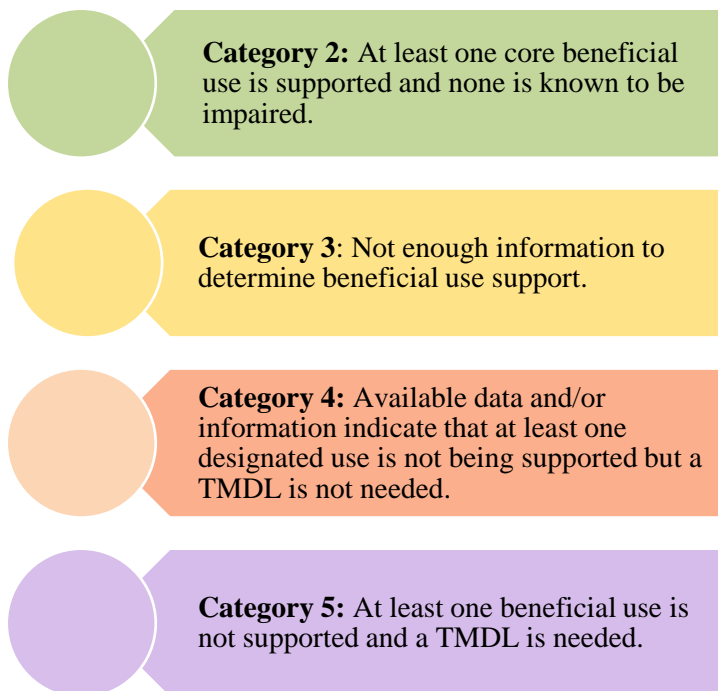 Category 2: At least one core beneficial
use is supported and none is known to be
impaired.
Category 3: Not enough information to
determine beneficial use support.
Category 4: Available data and/or
information indicate that at least one
designated use is not being supported but a
TMDL is not needed.
Category 5: At least one beneficial use is
not supported and a TMDL is needed.